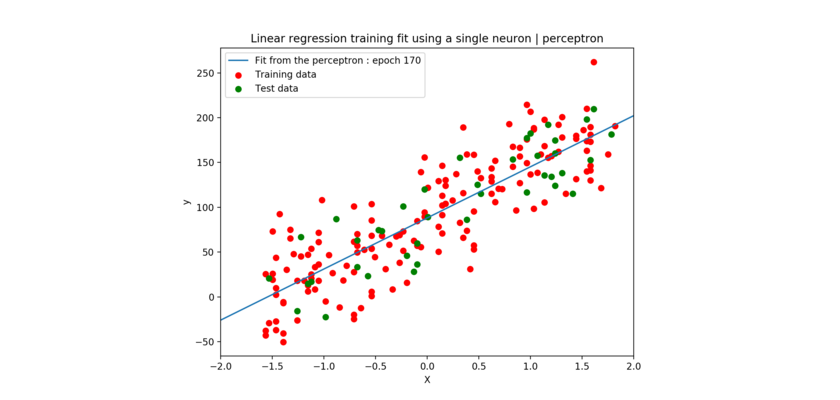 Linear regression training fit using a single neuron | perceptron
Fit from the perceptron : epoch 170
Training data
Test data
250
200
150
100
50
0
−50
y
−2.0 −1.5 −1.0 −0.5 0.0 0.5 1.0 1.5 2.0
X